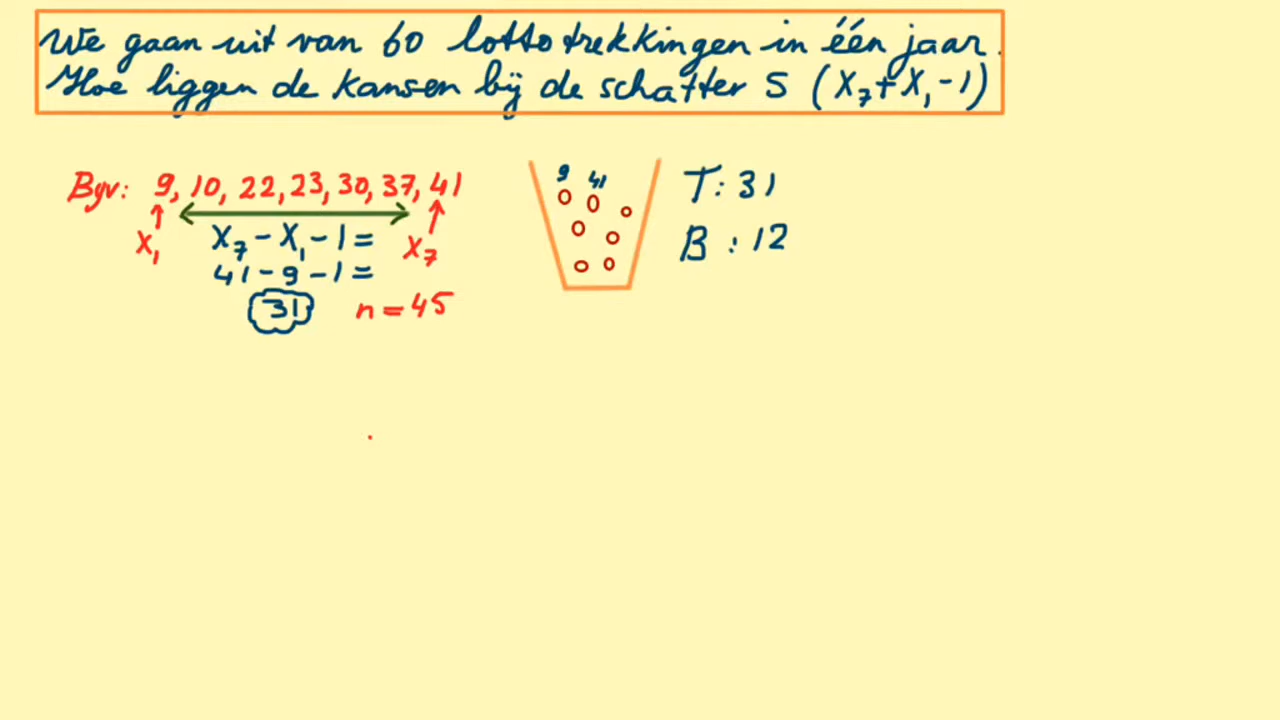 We gaan uit van 60 lottotrekkingen in één jaar.
Hoe liggen de kansen bij de schatter S (X₇+X₁-1)
Bijv: 9, 10, 22, 23, 30, 37, 41
X₁
X₇-X₁-1=
X₇
41-9-1=
31
n=45
9 41
T: 31
B: 12